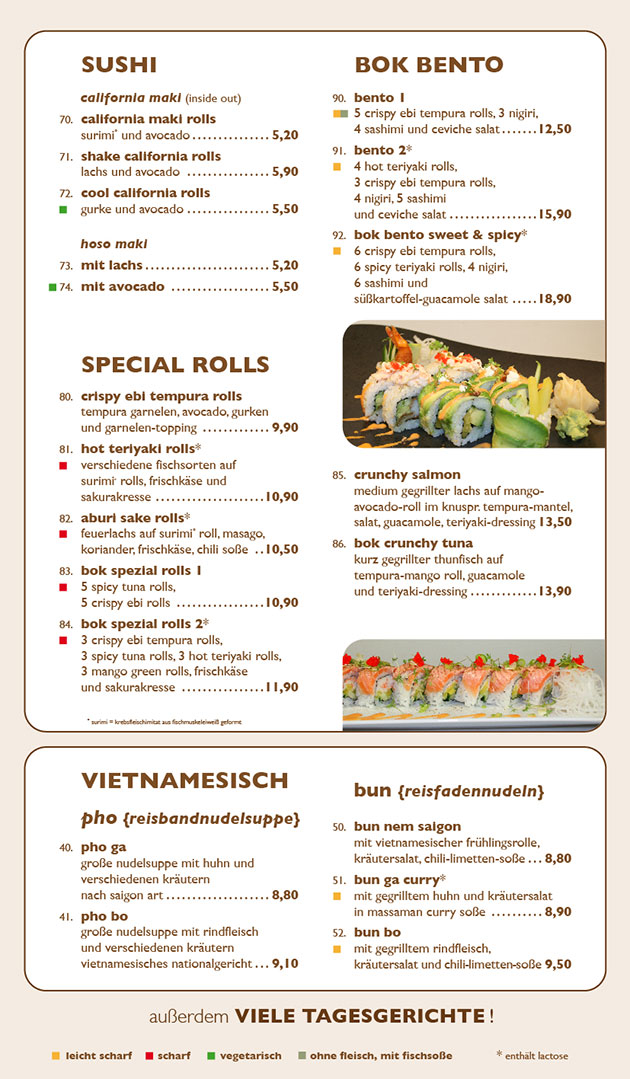 SUSHI
california maki (inside out)
70. california maki rolls
surimi* und avocado ............... 5,20
71. shake california rolls
lachs und avocado ............... 5,90
72. cool california rolls
gurke und avocado ............... 5,50
hoso maki
73. mit lachs ....................... 5,20
74. mit avocado ................... 5,50
SPECIAL ROLLS
80. crispy ebi tempura rolls
tempura garnelen, avocado, gurken
und garnelen-topping ............. 9,90
81. hot teriyaki rolls*
verschiedene fischsorten auf
surimi* rolls, frischkäse und
sakurakresse ..................... 10,90
82. aburi sake rolls*
feuerlachs auf surimi* roll, masago,
koriander, frischkäse, chili soße .. 10,50
83. bok spezial rolls 1
5 spicy tuna rolls,
5 crispy ebi rolls ................. 10,90
84. bok spezial rolls 2*
3 crispy ebi tempura rolls,
3 spicy tuna rolls, 3 hot teriyaki rolls,
3 mango green rolls, frischkäse
und sakurakresse ................. 11,90
* surimi = krebsfleischimitat aus fischmuskeleiweiß geforme
BOK BENTO
90. bento 1
5 crispy ebi tempura rolls, 3 nigiri,
4 sashimi und ceviche salat ....... 12,50
91. bento 2*
4 hot teriyaki rolls,
3 crispy ebi tempura rolls,
4 nigiri, 5 sashimi
und ceviche salat ................. 15,90
92. bok bento sweet & spicy*
6 crispy ebi tempura rolls,
6 spicy teriyaki rolls, 4 nigiri,
6 sashimi und
süßkartoffel-guacamole salat ..... 18,90
85. crunchy salmon
medium gegrillter lachs auf mango-
avocado-roll im knuspr. tempura-mantel,
salat, guacamole, teriyaki-dressing 13,50
86. bok crunchy tuna
kurz gegrillter thunfisch auf
tempura-mango roll, guacamole
und teriyaki-dressing ............. 13,90
VIETNAMESISCH
pho {reisbandnudelsuppe}
40. pho ga
große nudelsuppe mit huhn und
verschiedenen kräutern
nach saigon art .................... 8,80
41. pho bo
große nudelsuppe mit rindfleisch
und verschiedenen kräutern
vietnamesisches nationalgericht ... 9,10
bun {reisfadennudeln}
50. bun nem saigon
mit vietnamesischer frühlingsrolle,
kräutersalat, chili-limetten-soße ... 8,80
51. bun ga curry*
mit gegrilltem huhn und kräutersalat
in massaman curry soße .......... 8,90
52. bun bo
mit gegrilltem rindfleisch,
kräutersalat und chili-limetten-soße 9,50
außerdem VIELE TAGESGERICHTE !
leicht scharf scharf vegetarisch ohne fleisch, mit fischsoße * enthält lactose